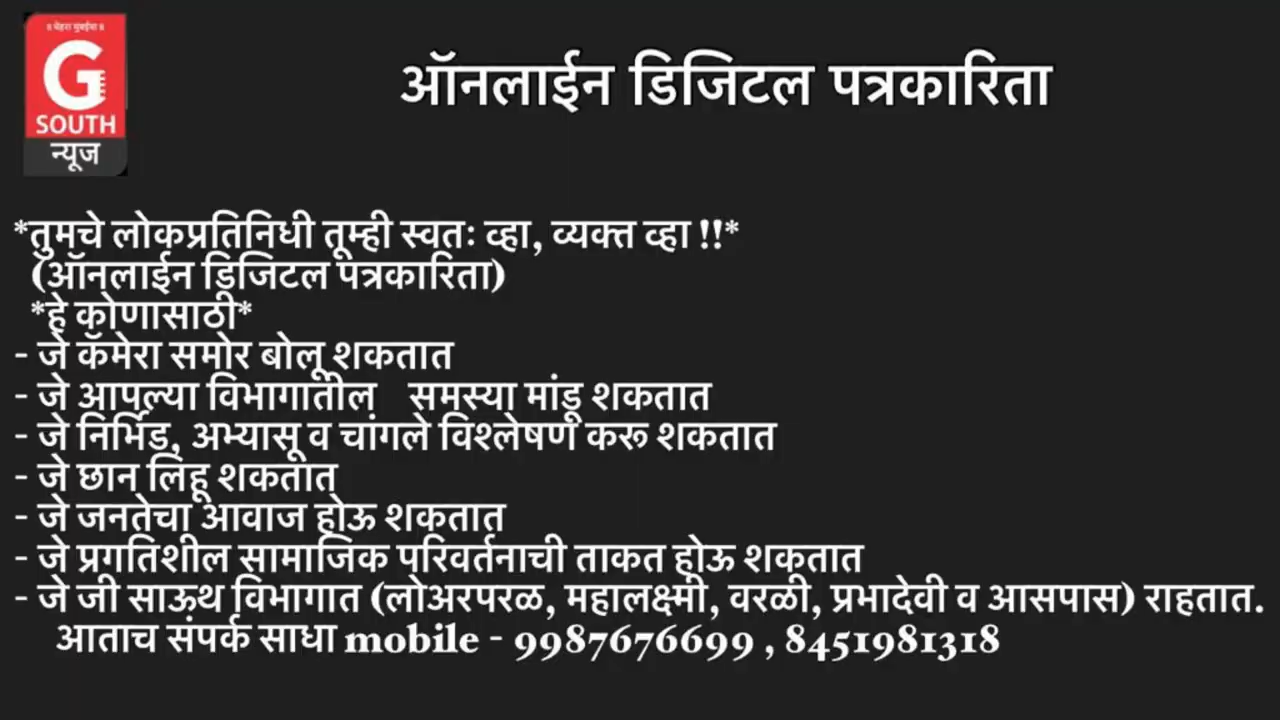 ॥ चेहरा मुंबईचा ॥
G
SOUTH
न्यूज
ऑनलाईन डिजिटल पत्रकारिता
*तुमचे लोकप्रतिनिधी तूम्ही स्वतः व्हा, व्यक्त व्हा !!*
(ऑनलाईन डिजिटल पत्रकारिता)
*हे कोणासाठी*
- जे कॅमेरा समोर बोलू शकतात
- जे आपल्या विभागातील समस्या मांडू शकतात
- जे निर्भिड, अभ्यासू व चांगले विश्लेषण करू शकतात
- जे छान लिहू शकतात
- जे जनतेचा आवाज होऊ शकतात
- जे प्रगतिशील सामाजिक परिवर्तनाची ताकत होऊ शकतात
- जे जी साऊथ विभागात (लोअरपरळ, महालक्ष्मी, वरळी, प्रभादेवी व आसपास) राहतात.
आताच संपर्क साधा mobile - 9987676699 , 8451981318